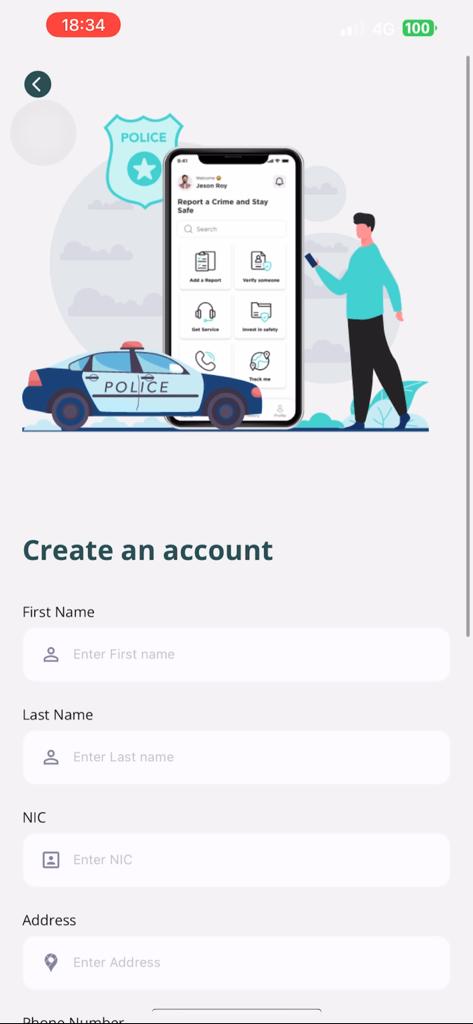 18:34
4G
100
POLICE
9:41
Welcome
Jeson Roy
Report a Crime and Stay
Safe
Search
Add a Report
Verify someone
Get Service
Invest in safety
Track me
POLICE
Profile
Create an account
First Name
Enter First name
Last Name
Enter Last name
NIC
Enter NIC
Address
Enter Address
Phone Number